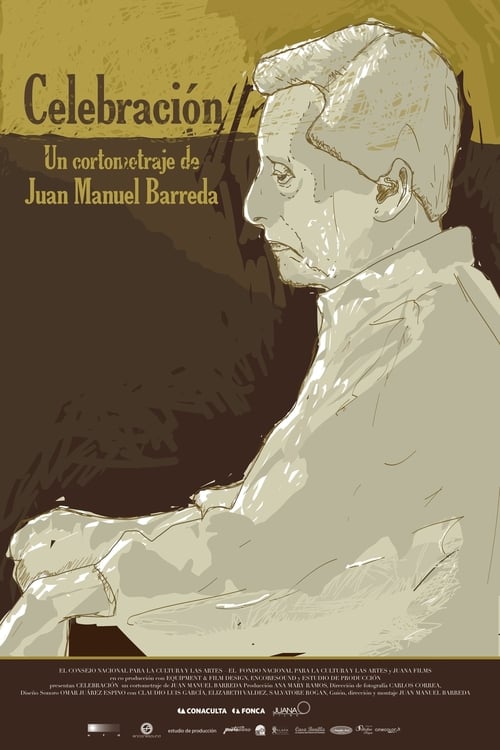 Celebración
Un cortometraje de
Juan Manuel Barreda
EL CONSEJO NACIONAL PARA LA CULTURA Y LAS ARTES - EL FONDO NACIONAL PARA LA CULTURA Y LAS ARTES y JUANA FILMS
en co producción con EQUIPMENT & FILM DESIGN, ENCORESOUND y ESTUDIO DE PRODUCCIÓN
presentan CELEBRACIÓN un cortometraje de JUAN MANUEL BARREDA Producción ANA MARY RAMOS, Dirección de fotografía CARLOS CORREA,
Diseño Sonoro OMAR JUÁREZ ESPINO con CLAUDIO LUIS GARCÍA, ELIZABETH VALDEZ, SALVATORE ROGAN, Guión, dirección y montaje JUAN MANUEL BARREDA
CONACULTA FONCA JUANA
estudio de producción